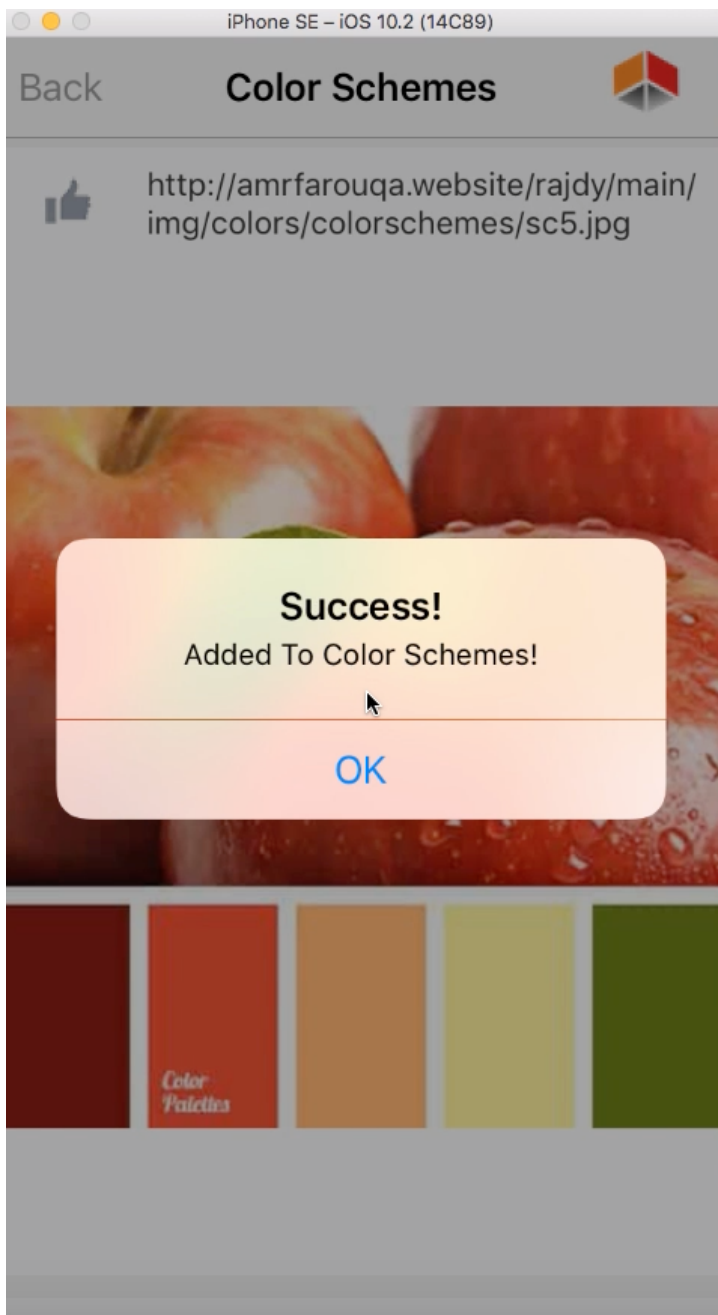 iPhone SE – iOS 10.2 (14C89)
Back
Color Schemes
http://amrfarouqa.website/rajdy/main/
img/colors/colorschemes/sc5.jpg
Success!
Added To Color Schemes!
OK
Color
Palettes